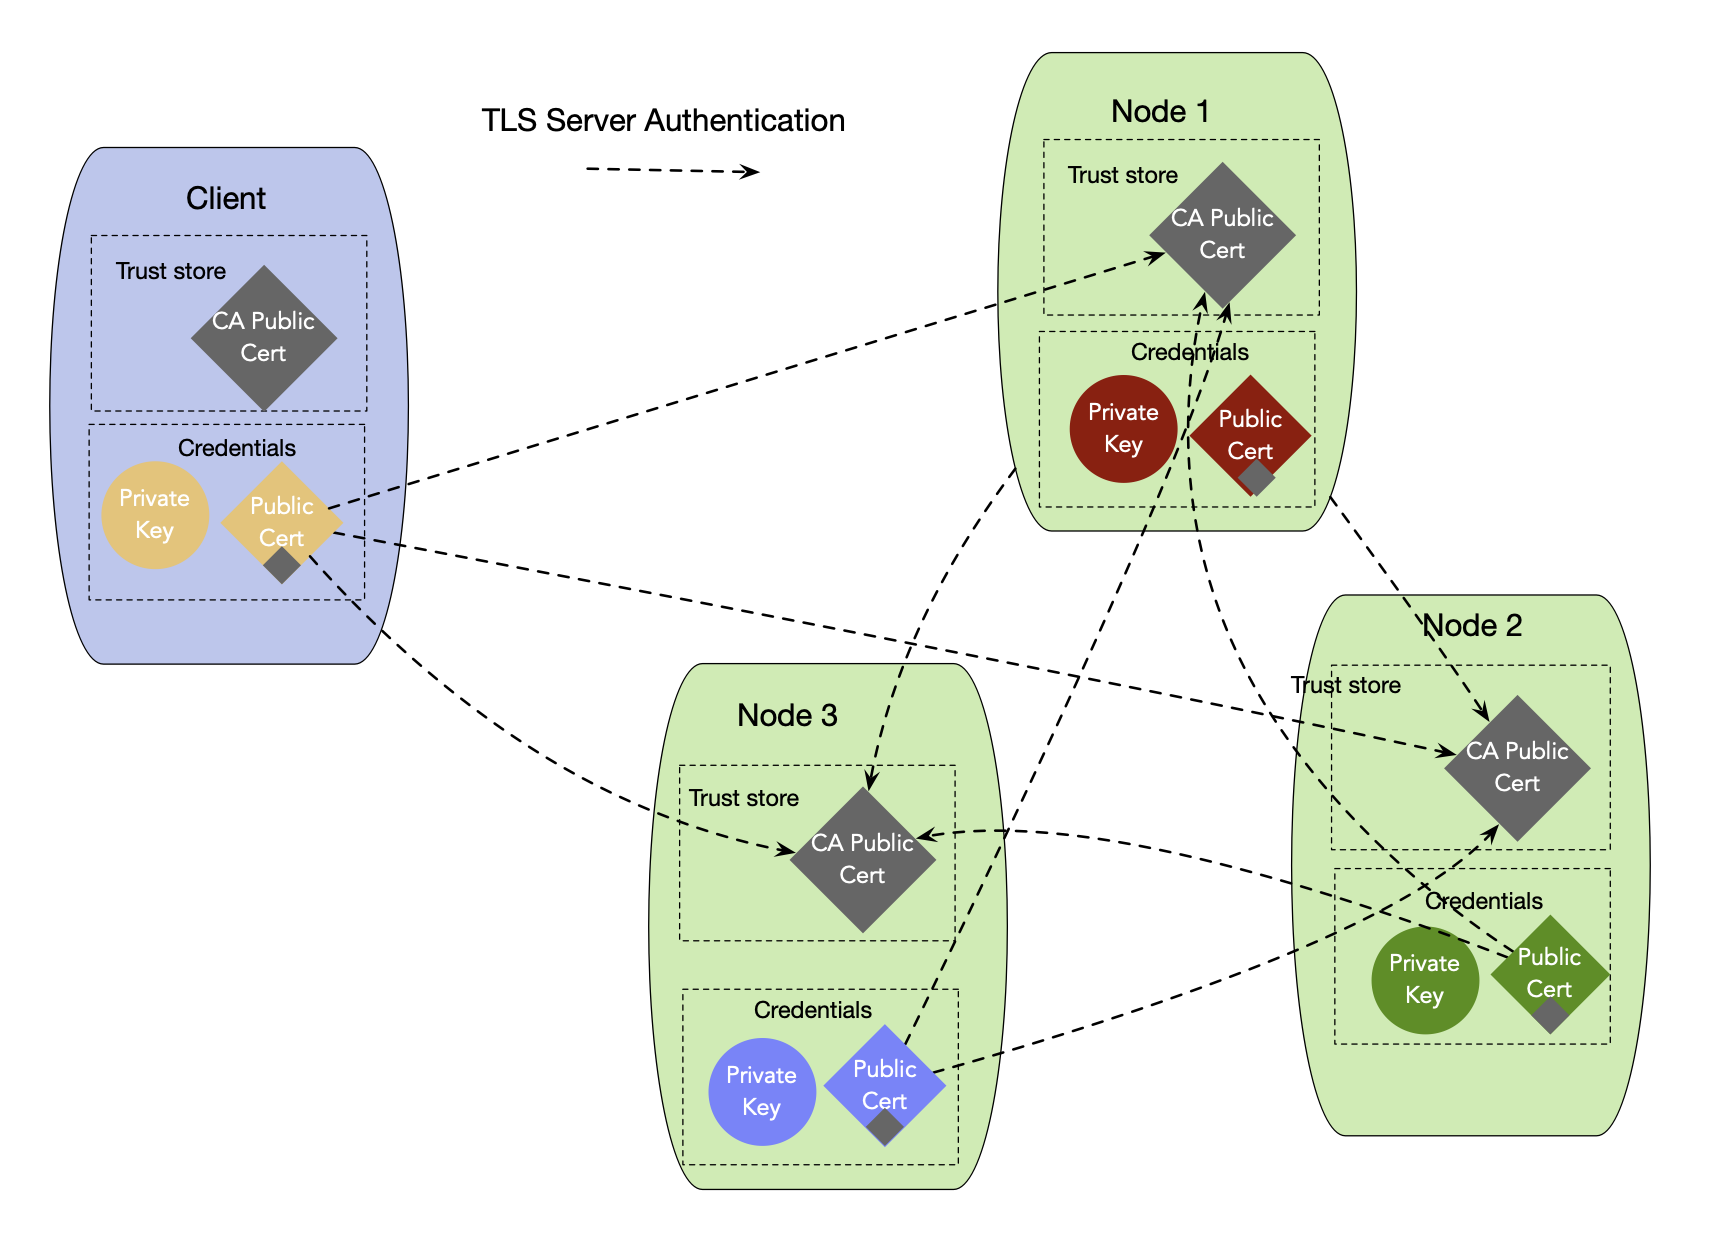 TLS Server Authentication
Client
Trust store
CA Public
Cert
Credentials
Private
Key
Public
Cert
Node 1
Trust store
CA Public
Cert
Credentials
Private
Key
Public
Cert
Node 3
Trust store
CA Public
Cert
Credentials
Private
Key
Public
Cert
Node 2
Trust store
CA Public
Cert
Credentials
Private
Key
Public
Cert